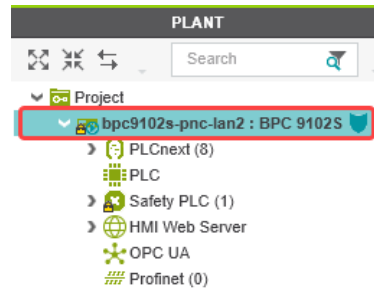 PLANT
Search
Project
bpc9102s-pnc-lan2 : BPC 9102S
PLCnext (8)
PLC
Safety PLC (1)
HMI Web Server
OPC UA
Profinet (0)